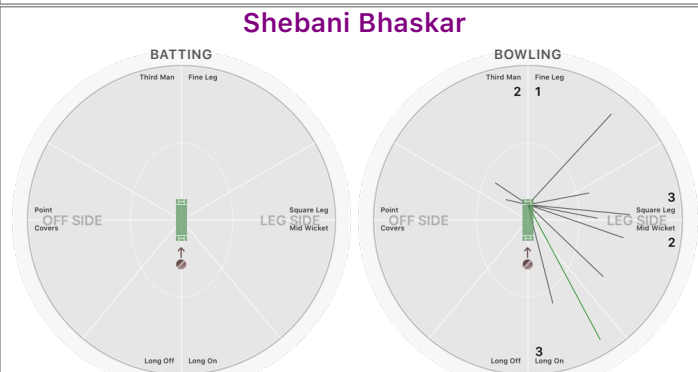 Shebani Bhaskar
BATTING
Third Man Fine Leg
Point Square Leg
OFF SIDE LEG SIDE
Covers Mid Wicket
Long Off Long On
BOWLING
Third Man Fine Leg
2 1
3
Point Square Leg
OFF SIDE LEG SIDE
Covers Mid Wicket
2
3
Long Off Long On